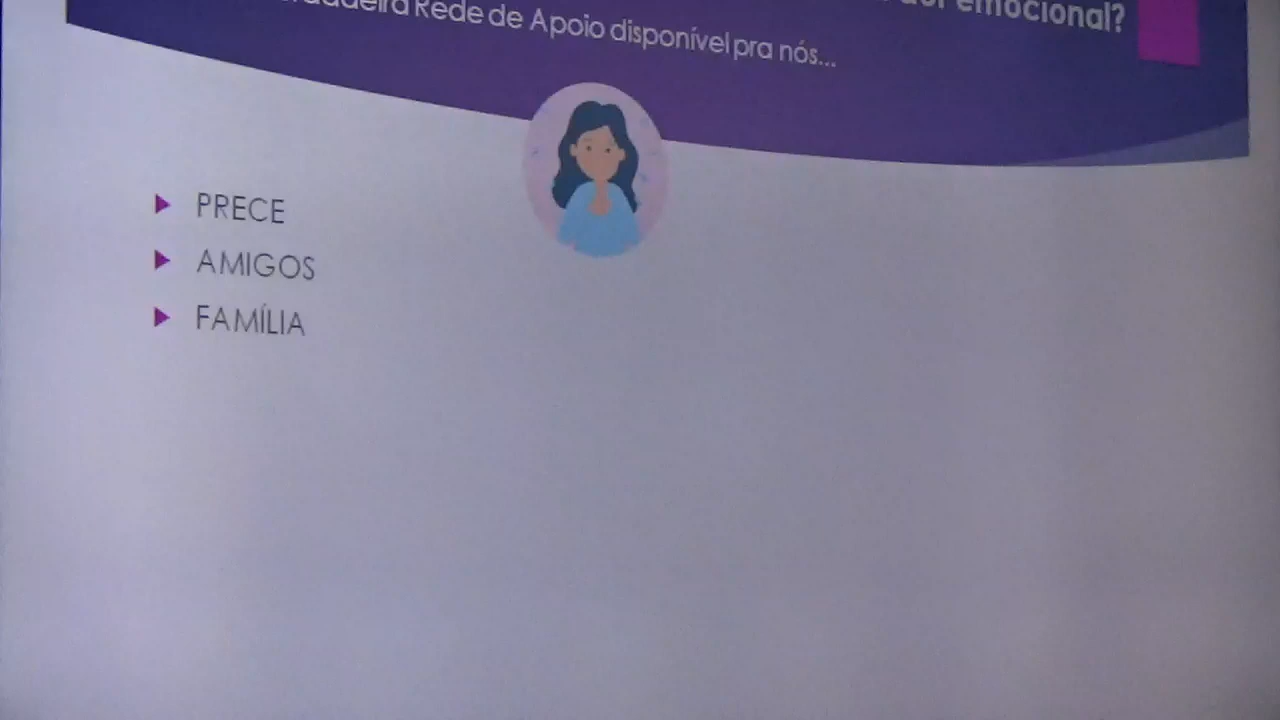 emocional?
Rede de Apoio disponível pra nós...
PRECE
AMIGOS
FAMÍLIA